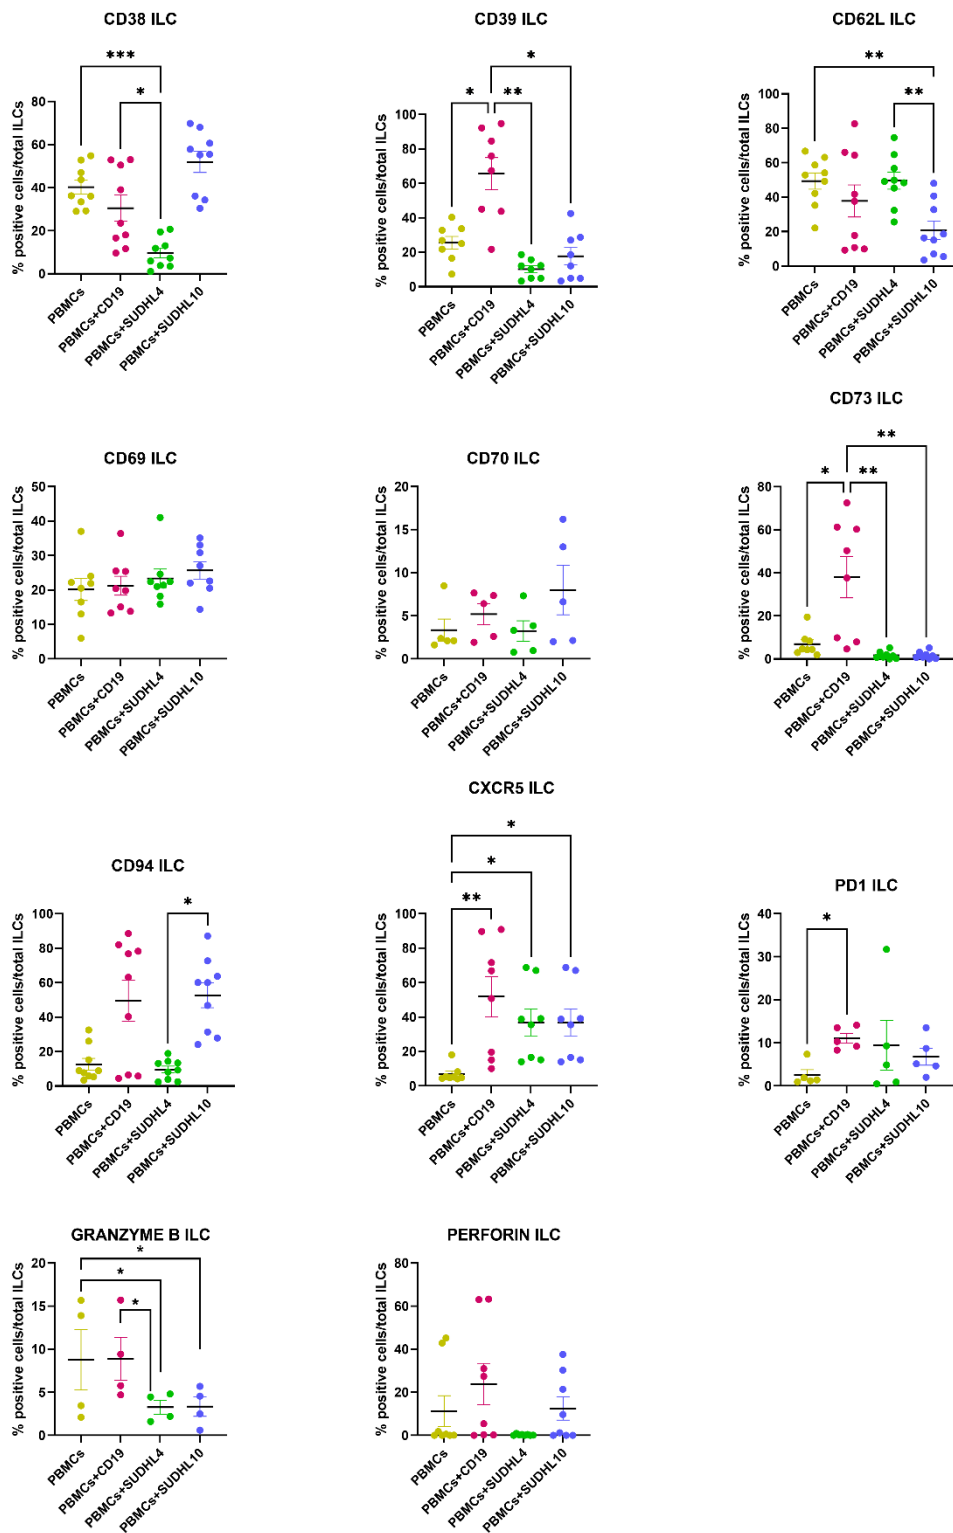 CD38 ILC
***
*
% positive cells/total ILCs
80
60
40
20
0
PBMCs
PBMCs+CD19
PBMCs+SUDHL4
PBMCs+SUDHL10
CD39 ILC
*
*
**
% positive cells/total ILCs
100
80
60
40
20
0
PBMCs
PBMCs+CD19
PBMCs+SUDHL4
PBMCs+SUDHL10
CD62L ILC
**
**
% positive cells/total ILCs
100
80
60
40
20
0
PBMCs
PBMCs+CD19
PBMCs+SUDHL4
PBMCs+SUDHL10
CD69 ILC
% positive cells/total ILCs
50
40
30
20
10
0
PBMCs
PBMCs+CD19
PBMCs+SUDHL4
PBMCs+SUDHL10
CD70 ILC
% positive cells/total ILCs
20
15
10
5
0
PBMCs
PBMCs+CD19
PBMCs+SUDHL4
PBMCs+SUDHL10
CD73 ILC
**
*
**
% positive cells/total ILCs
80
60
40
20
0
PBMCs
PBMCs+CD19
PBMCs+SUDHL4
PBMCs+SUDHL10
CD94 ILC
*
% positive cells/total ILCs
100
80
60
40
20
0
PBMCs
PBMCs+CD19
PBMCs+SUDHL4
PBMCs+SUDHL10
CXCR5 ILC
*
*
**
% positive cells/total ILCs
100
80
60
40
20
0
PBMCs
PBMCs+CD19
PBMCs+SUDHL4
PBMCs+SUDHL10
PD1 ILC
*
% positive cells/total ILCs
40
30
20
10
0
PBMCs
PBMCs+CD19
PBMCs+SUDHL4
PBMCs+SUDHL10
GRANZYME B ILC
*
*
*
% positive cells/total ILCs
20
15
10
5
0
PBMCs
PBMCs+CD19
PBMCs+SUDHL4
PBMCs+SUDHL10
PERFORIN ILC
% positive cells/total ILCs
80
60
40
20
0
PBMCs
PBMCs+CD19
PBMCs+SUDHL4
PBMCs+SUDHL10